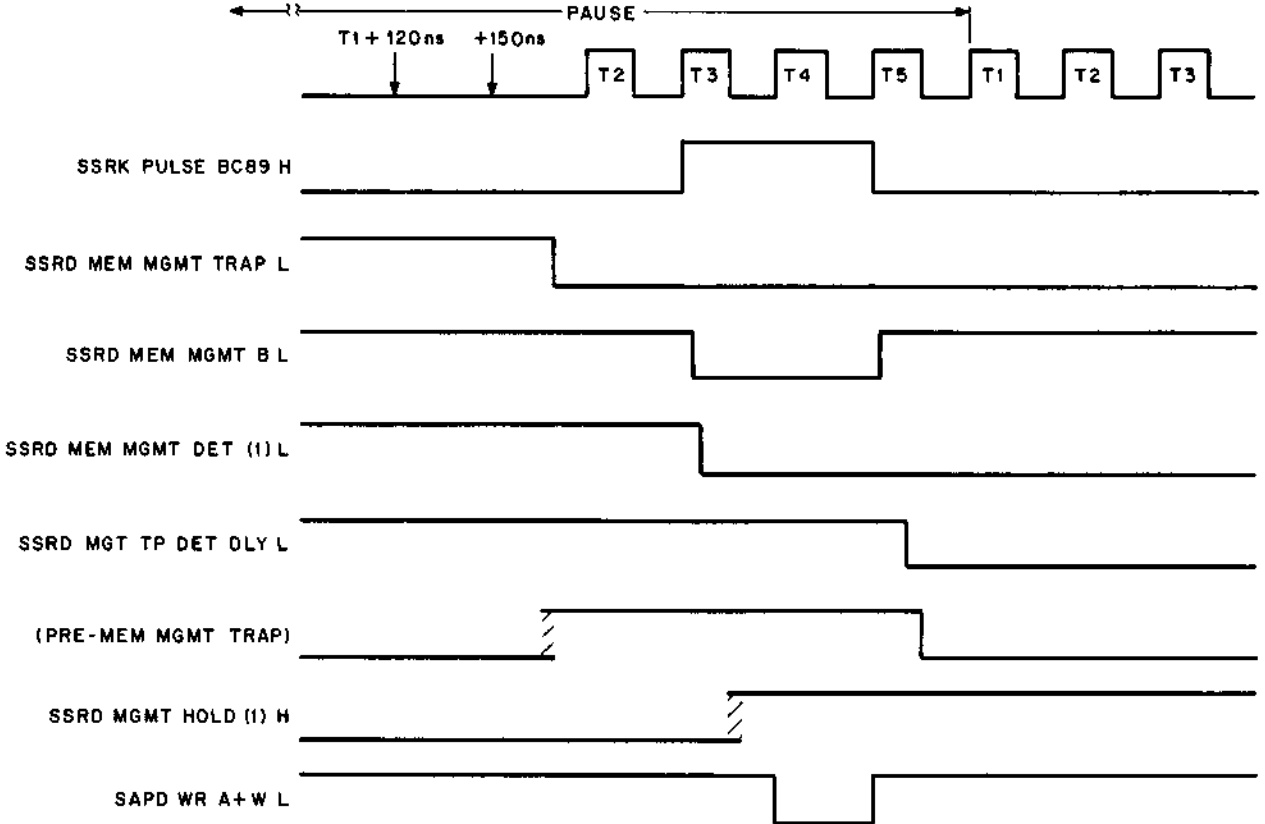 PAUSE
T1 + 120ns +150ns
T2 T3 T4 T5 T1 T2 T3
SSRK PULSE BC89 H
SSRD MEM MGMT TRAP L
SSRD MEM MGMT B L
SSRD MEM MGMT DET (1) L
SSRD MGT TP DET DLY L
(PRE-MEM MGMT TRAP)
SSRD MGMT HOLD (1) H
SAPD WR A+W L